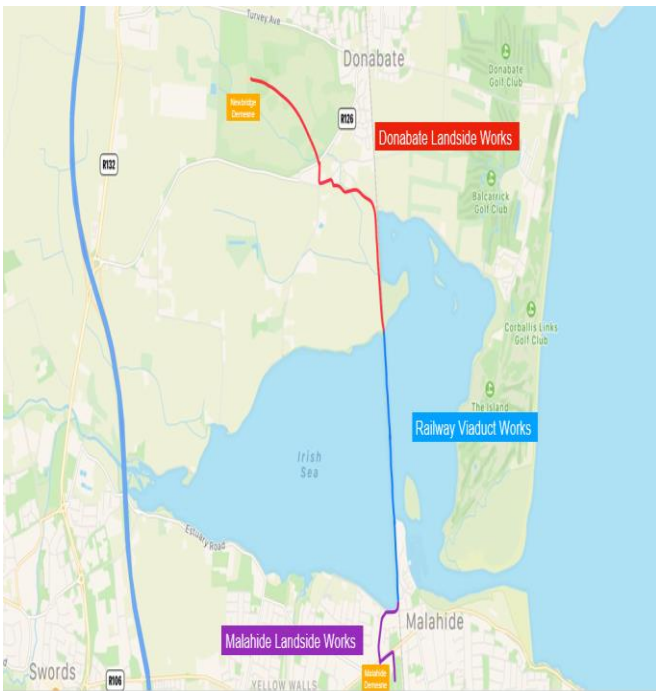 Turvey Ave
Donabate
Donabate
Golf Club
Newbridge
Demesne
R126
Donabate Landside Works
R132
Balcarrick
Golf Club
Corballis Links
Golf Club
The Island
Railway Viaduct Works
Irish
Sea
Estuary Road
Malahide Landside Works
Malahide
Malahide
Demesne
Swords
R106
YELLOW WALLS